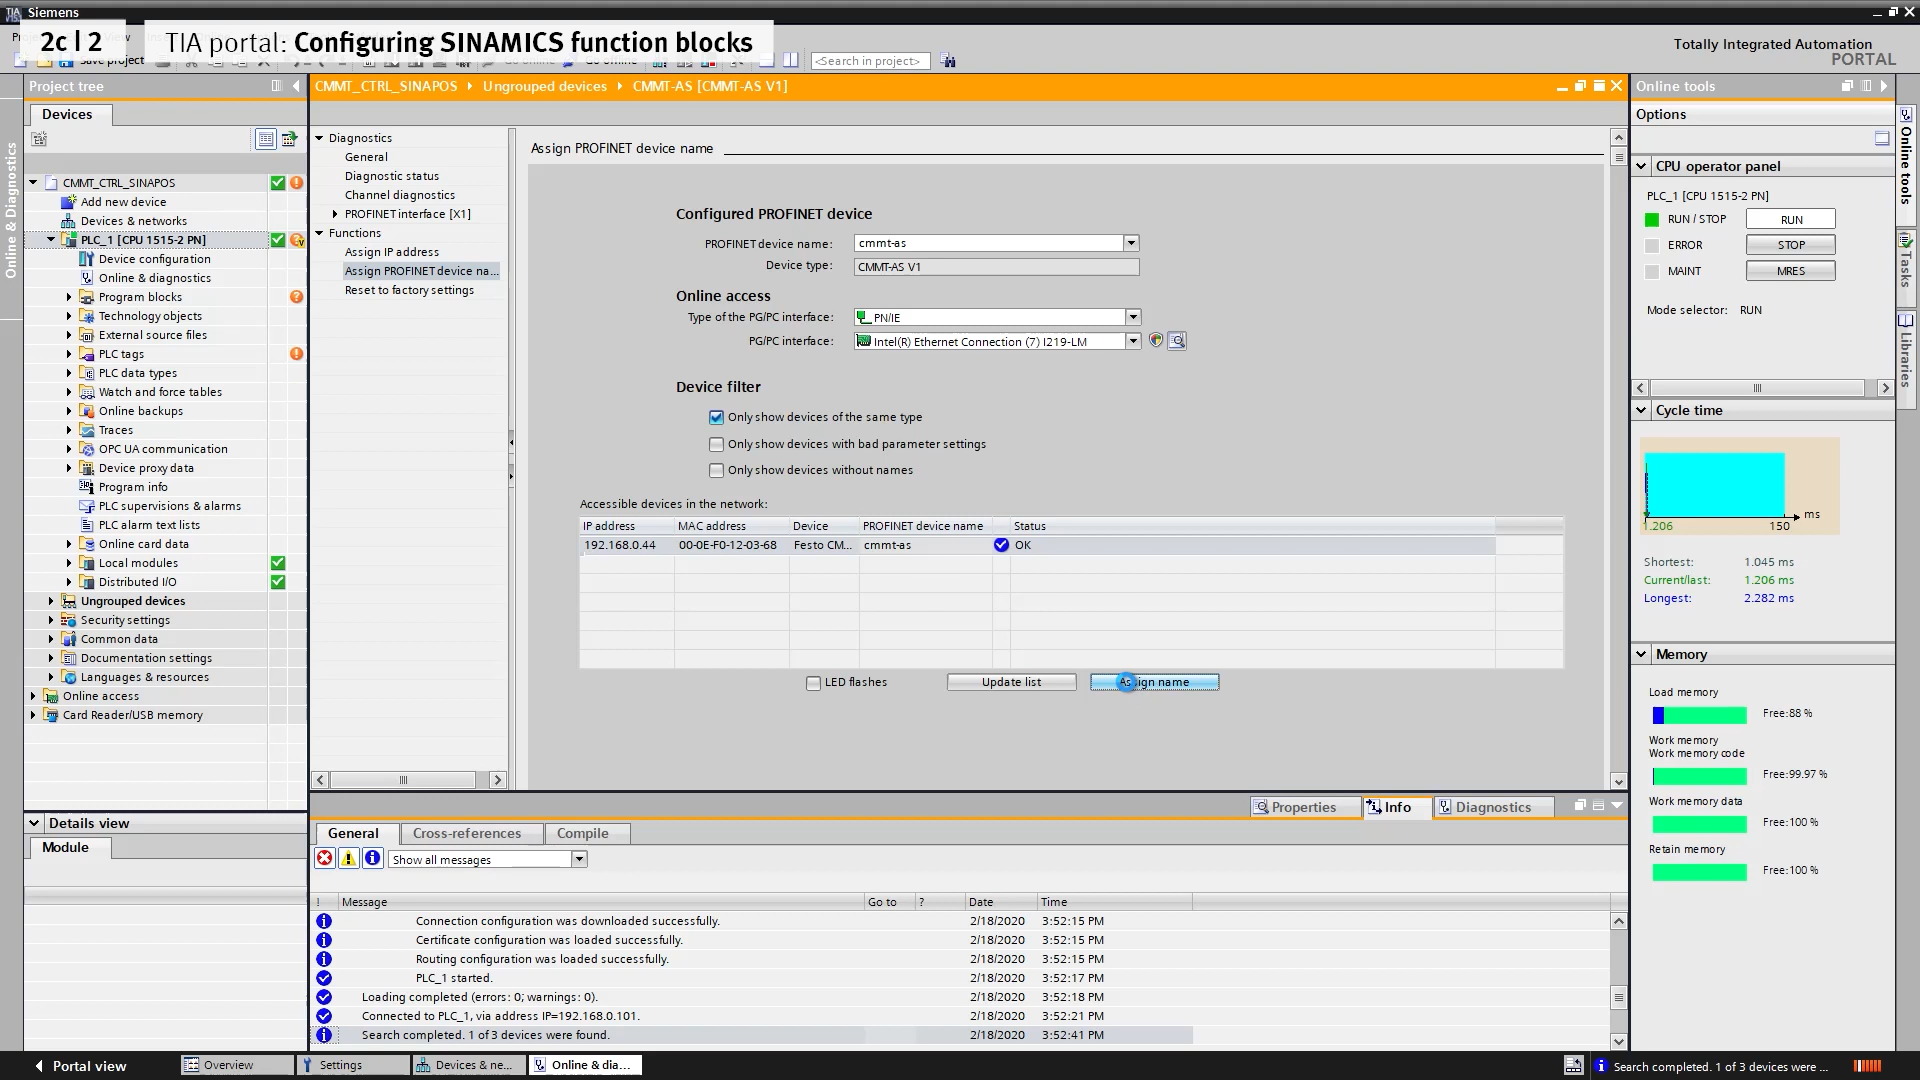 Siemens
2c | 2
TIA portal: Configuring SINAMICS function blocks
Save project
<Search in project>
Totally Integrated Automation
PORTAL
Project tree
CMMT_CTRL_SINAPOS
Ungrouped devices
CMMT-AS [CMMT-AS V1]
Online tools
Devices
Options
Online & Diagnostics
CMMT_CTRL_SINAPOS
Add new device
Devices & networks
PLC_1 [CPU 1515-2 PN]
Device configuration
Online & diagnostics
Program blocks
Technology objects
External source files
PLC tags
PLC data types
Watch and force tables
Online backups
Traces
OPC UA communication
Device proxy data
Program info
PLC supervisions & alarms
PLC alarm text lists
Online card data
Local modules
Distributed I/O
Ungrouped devices
Security settings
Common data
Documentation settings
Languages & resources
Online access
Card Reader/USB memory
Details view
Module
Diagnostics
General
Diagnostic status
Channel diagnostics
PROFINET interface [X1]
Functions
Assign IP address
Assign PROFINET device na...
Reset to factory settings
Assign PROFINET device name
Configured PROFINET device
PROFINET device name: cmmt-as
Device type: CMMT-AS V1
Online access
Type of the PG/PC interface: PN/IE
PG/PC interface: Intel(R) Ethernet Connection (7) I219-LM
Device filter
Only show devices of the same type
Only show devices with bad parameter settings
Only show devices without names
Accessible devices in the network:
IP address MAC address Device PROFINET device name Status
192.168.0.44 00-0E-F0-12-03-68 Festo CM... cmmt-as OK
LED flashes Update list Assign name
Properties Info Diagnostics
General Cross-references Compile
Show all messages
! Message Go to ? Date Time
Connection configuration was downloaded successfully. 2/18/2020 3:52:15 PM
Certificate configuration was loaded successfully. 2/18/2020 3:52:15 PM
Routing configuration was loaded successfully. 2/18/2020 3:52:15 PM
PLC_1 started. 2/18/2020 3:52:17 PM
Loading completed (errors: 0; warnings: 0). 2/18/2020 3:52:18 PM
Connected to PLC_1, via address IP=192.168.0.101. 2/18/2020 3:52:21 PM
Search completed. 1 of 3 devices were found. 2/18/2020 3:52:41 PM
CPU operator panel
PLC_1 [CPU 1515-2 PN]
RUN / STOP RUN
ERROR STOP
MAINT MRES
Mode selector: RUN
Cycle time
ms
1.206 150
Shortest: 1.045 ms
Current/last: 1.206 ms
Longest: 2.282 ms
Memory
Load memory
Free:88 %
Work memory
Work memory code
Free:99.97 %
Work memory data
Free:100 %
Retain memory
Free:100 %
Online tools
Tasks
Libraries
Portal view
Overview
Settings
Devices & ne...
Online & dia...
Search completed. 1 of 3 devices were ...